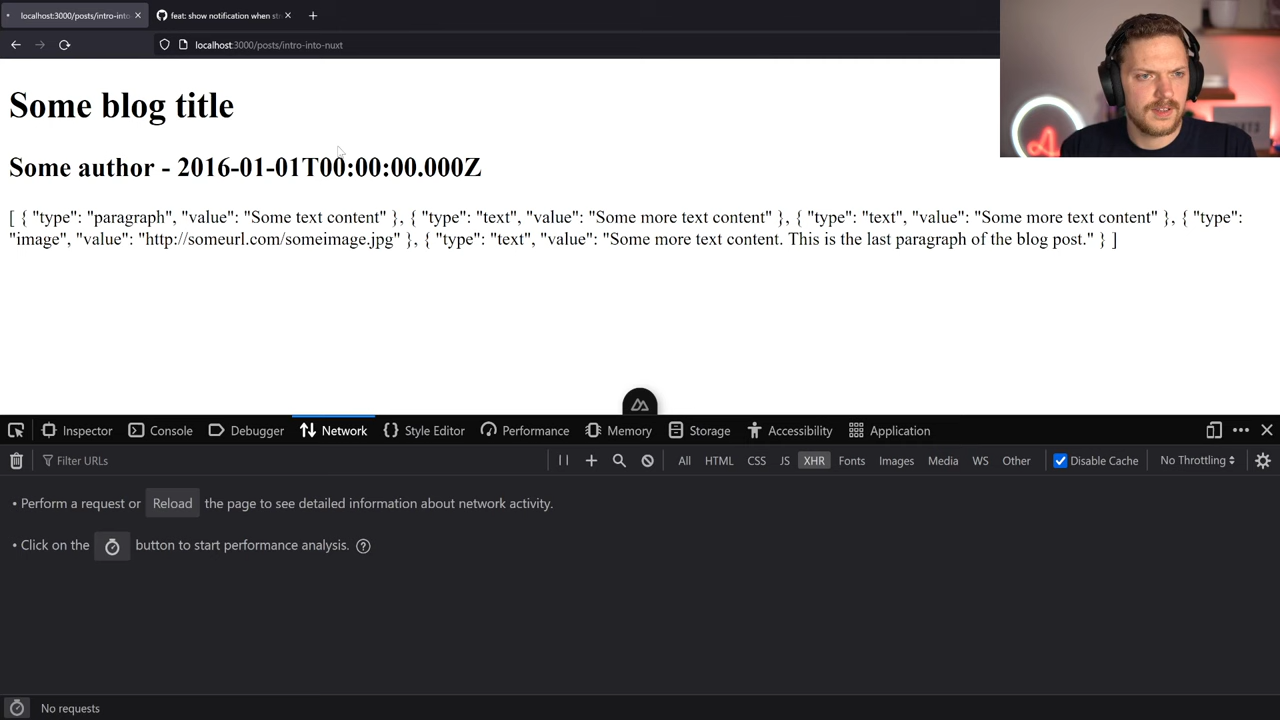 localhost:3000/posts/intro-into
feat: show notification when st
localhost:3000/posts/intro-into-nuxt
Some blog title
Some author - 2016-01-01T00:00:00.000Z
[ { "type": "paragraph", "value": "Some text content" }, { "type": "text", "value": "Some more text content" }, { "type": "text", "value": "Some more text content" }, { "type":
"image", "value": "http://someurl.com/someimage.jpg" }, { "type": "text", "value": "Some more text content. This is the last paragraph of the blog post." } ]
Inspector Console Debugger Network Style Editor Performance Memory Storage Accessibility Application
Filter URLs All HTML CSS JS XHR Fonts Images Media WS Other Disable Cache No Throttling
• Perform a request or Reload the page to see detailed information about network activity.
• Click on the button to start performance analysis. ?
No requests